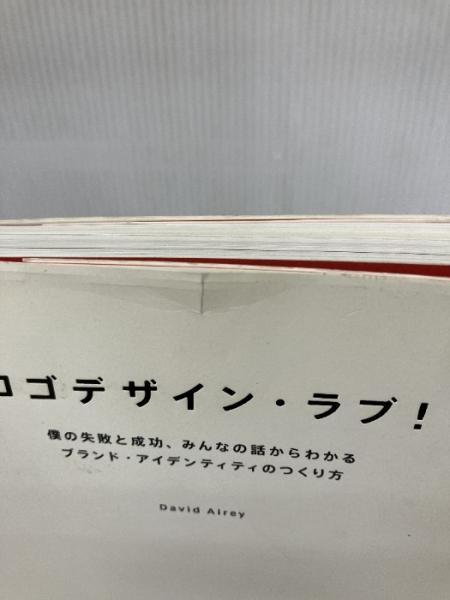 ロゴデザイン・ラブ!
僕の失敗と成功、みんなの話からわかる
ブランド・アイデンティティのつくり方
David Airey